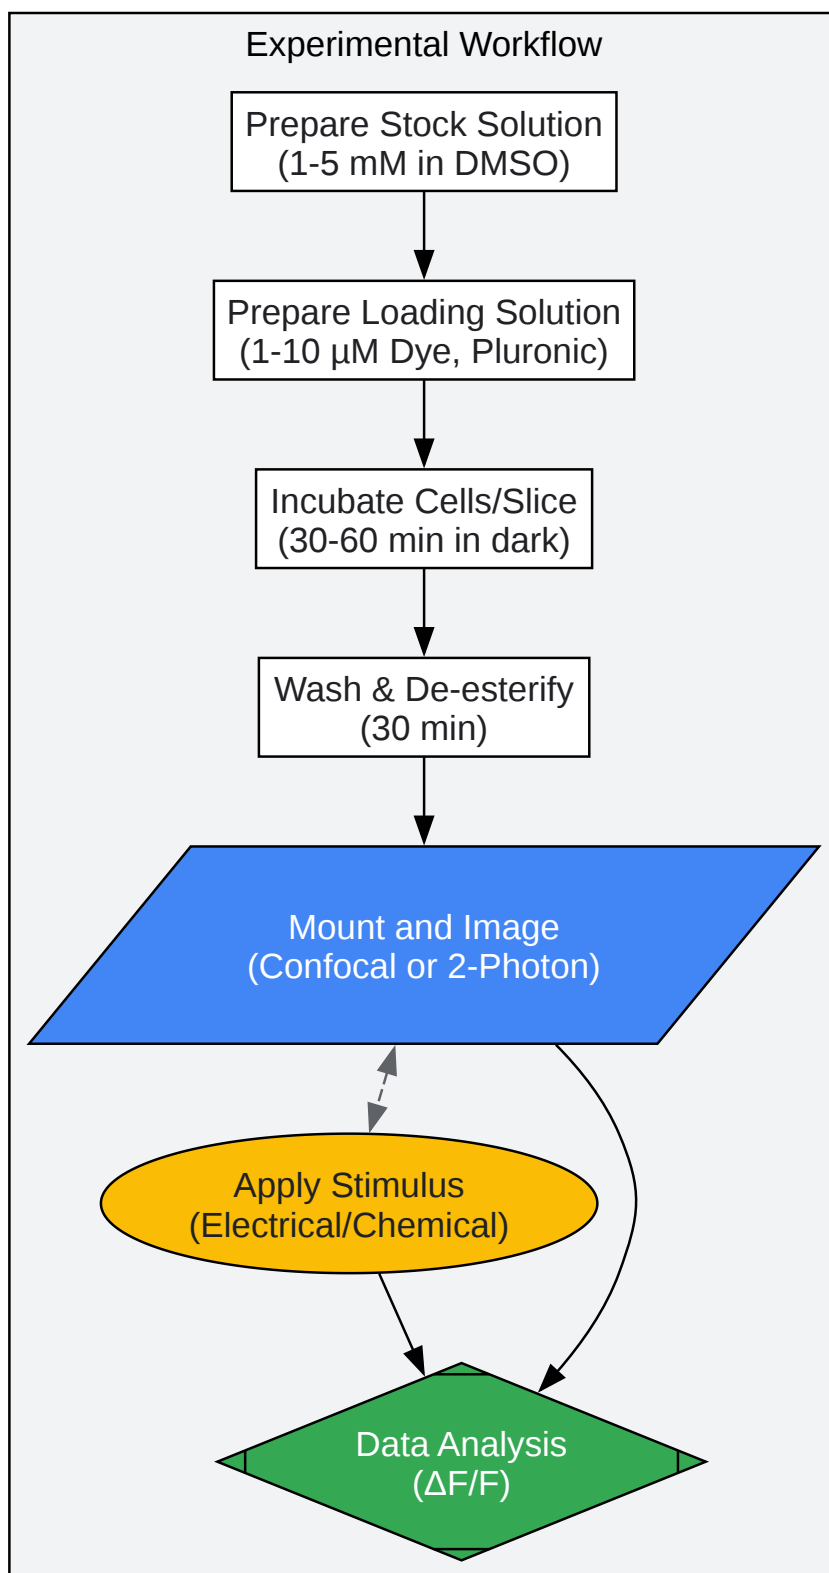 Experimental Workflow
Prepare Stock Solution
(1-5 mM in DMSO)
Prepare Loading Solution
(1-10 µM Dye, Pluronic)
Incubate Cells/Slice
(30-60 min in dark)
Wash & De-esterify
(30 min)
Mount and Image
(Confocal or 2-Photon)
Apply Stimulus
(Electrical/Chemical)
Data Analysis
(ΔF/F)